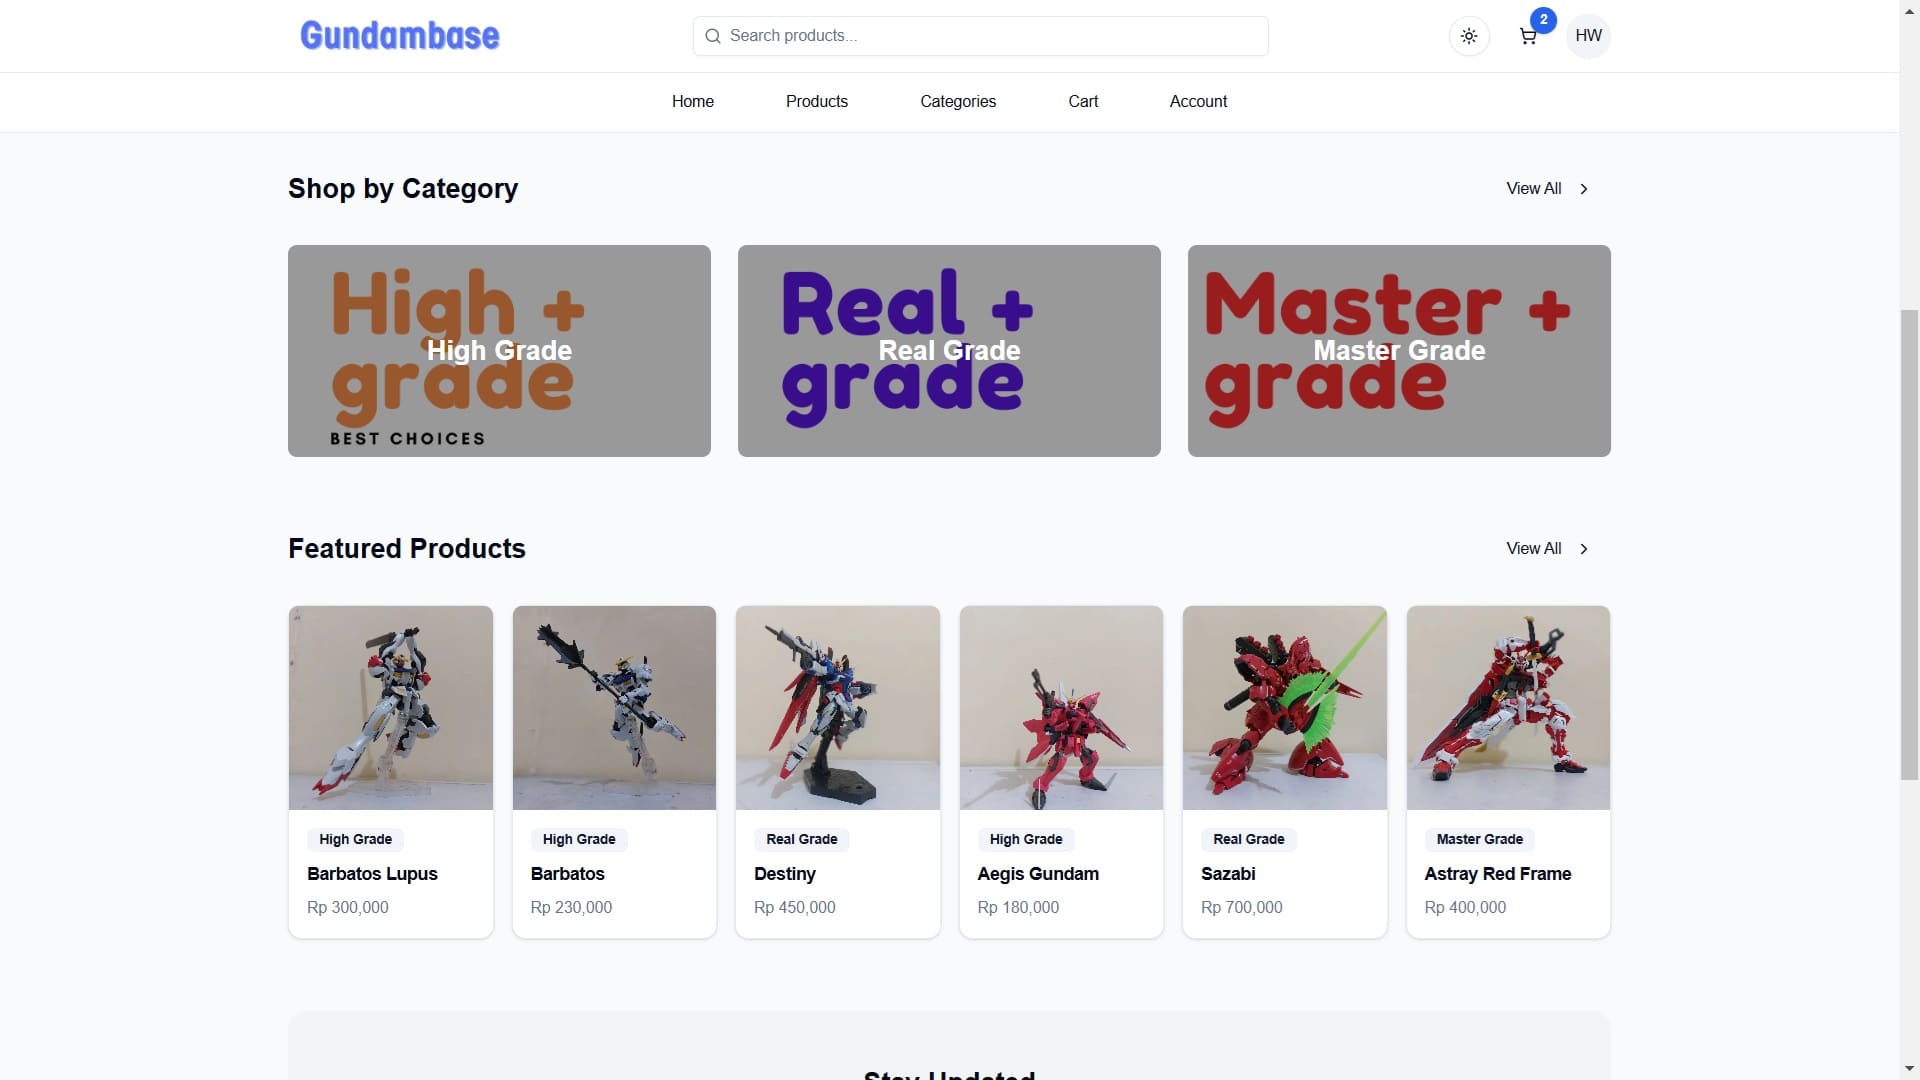 Gundambase
Search products...
2
HW
Home
Products
Categories
Cart
Account
Shop by Category
View All
High +
grade
BEST CHOICES
High Grade
Real +
grade
Real Grade
Master +
grade
Master Grade
Featured Products
View All
High Grade
Barbatos Lupus
Rp 300,000
High Grade
Barbatos
Rp 230,000
Real Grade
Destiny
Rp 450,000
High Grade
Aegis Gundam
Rp 180,000
Real Grade
Sazabi
Rp 700,000
Master Grade
Astray Red Frame
Rp 400,000
Stay Updated